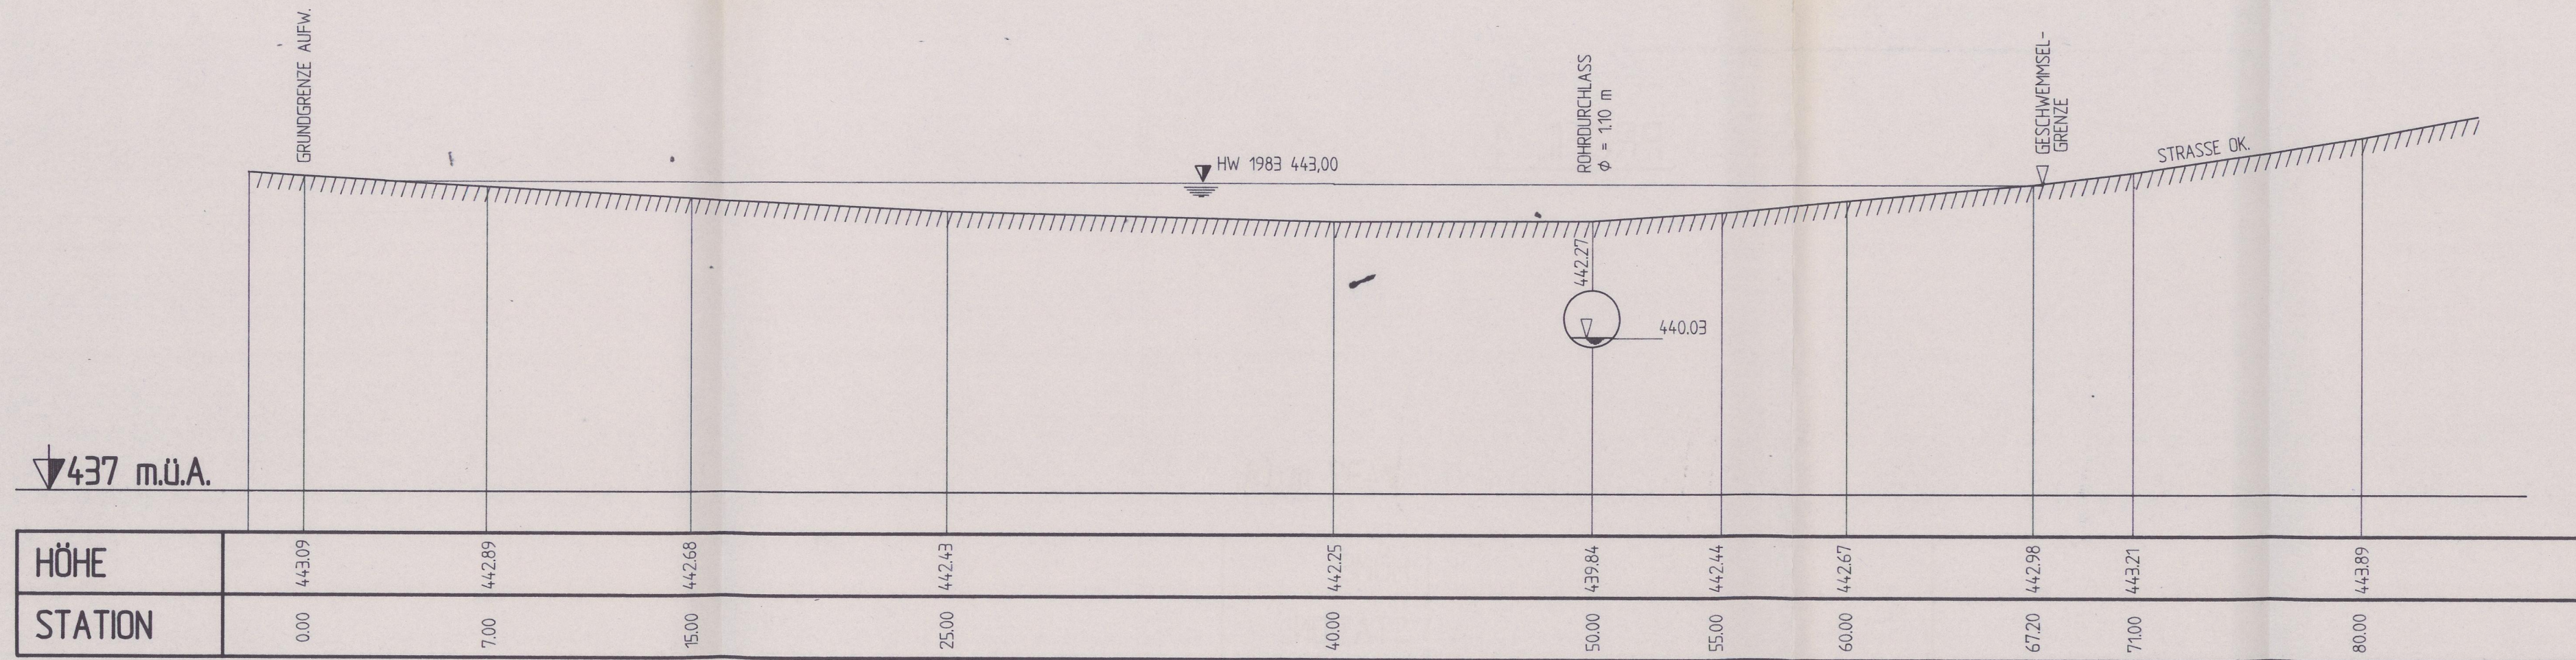 GRUNDGRENZE AUFW.
ROHRDURCHLASS
ø = 1.10 m
GESCHWEMMSEL-
GRENZE
STRASSE OK.
HW 1983 443,00
442.27
440.03
437 m.ü.A.
HÖHE 443.09 442.89 442.68 442.43 442.25 439.84 442.44 442.67 442.98 443.21 443.89
STATION 0.00 7.00 15.00 25.00 40.00 50.00 55.00 60.00 67.20 71.00 80.00